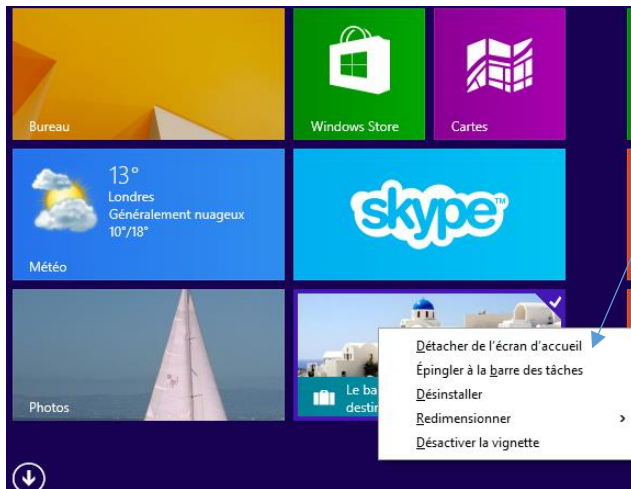 Bureau
Windows Store
Cartes
13°
Londres
Généralement nuageux
10°/18°
Météo
skype™
Photos
Le ba
destin
Détacher de l'écran d'accueil
Épingler à la barre des tâches
Désinstaller
Redimensionner
Désactiver la vignette